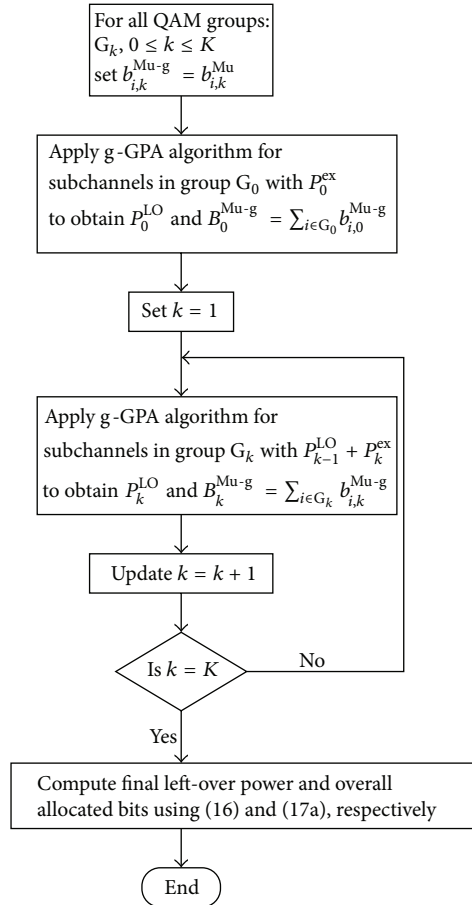 For all QAM groups:
G_k, 0 ≤ k ≤ K
set b_{i,k}^{Mu-g} = b_{i,k}^{Mu}
Apply g-GPA algorithm for
subchannels in group G_0 with P_0^{ex}
to obtain P_0^{LO} and B_0^{Mu-g} = ∑_{i∈G_0} b_{i,0}^{Mu-g}
Set k = 1
Apply g-GPA algorithm for
subchannels in group G_k with P_{k-1}^{LO} + P_k^{ex}
to obtain P_k^{LO} and B_k^{Mu-g} = ∑_{i∈G_k} b_{i,k}^{Mu-g}
Update k = k + 1
Is k = K
No
Yes
Compute final left-over power and overall
allocated bits using (16) and (17a), respectively
End